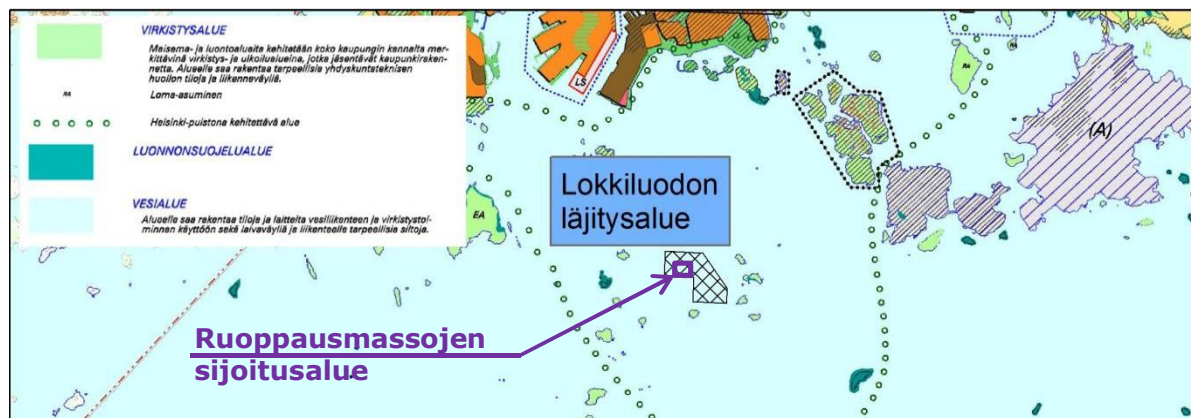 VIRKISTYSALUE
Maisema- ja luontoalueita kehitetään koko kaupungin kannalta mer-
kittävinä virkistys- ja ulkoilualueina, jotka jäsentävät kaupunkiraken-
netta. Alueelle saa rakentaa tarpeellisia yhdyskuntateknisen
huollon tiloja ja liikenneväyliä.
RA
Loma-asuminen
Helsinki-puistona kehitettävä alue
LUONNONSUOJELUALUE
VESIALUE
Alueelle saa rakentaa tiloja ja laitteita vesiliikenteen ja virkistystoi-
minnan käyttöön sekä laivaväyliä ja liikenteelle tarpeellisia siltoja.
LS
RA
RA
(A)
EA
Lokkiluodon
läjitysalue
Ruoppausmassojen
sijoitusalue